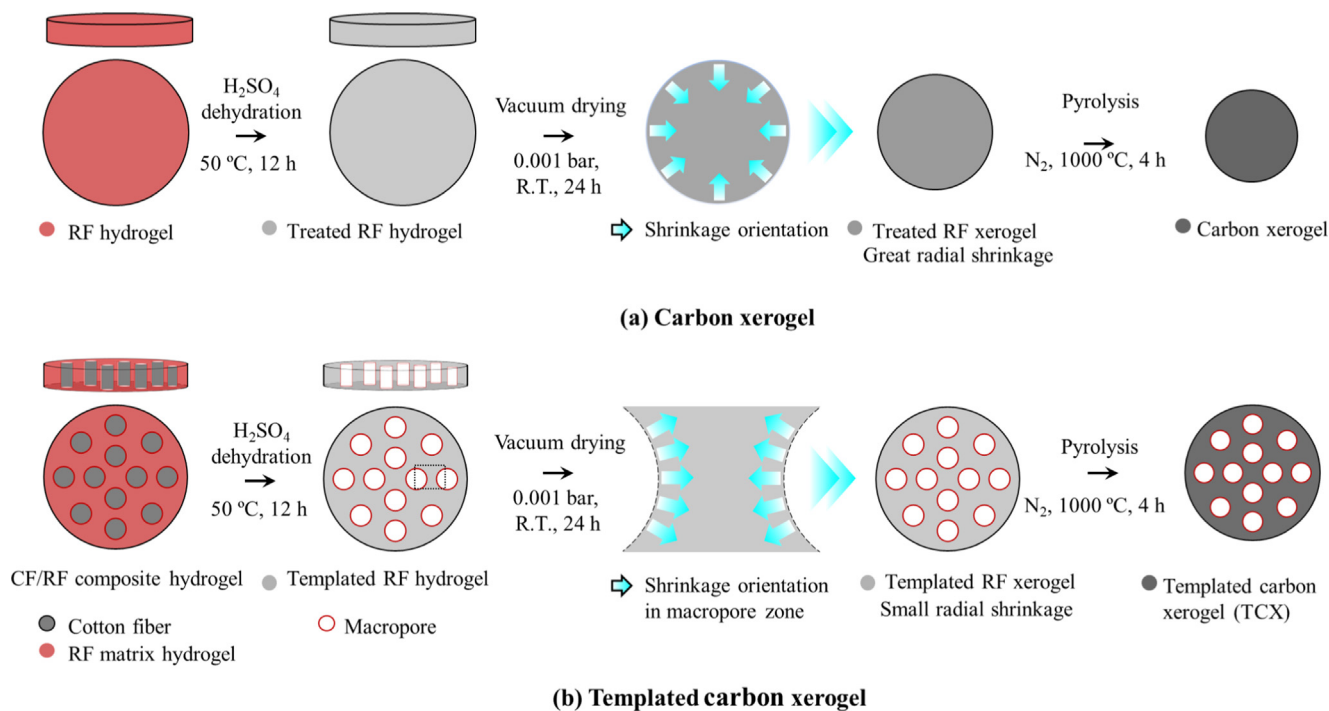 H₂SO₄
dehydration
50 ºC, 12 h
Vacuum drying
0.001 bar,
R.T., 24 h
Pyrolysis
N₂, 1000 ºC, 4 h
RF hydrogel
Treated RF hydrogel
Shrinkage orientation
Treated RF xerogel
Great radial shrinkage
Carbon xerogel
(a) Carbon xerogel
H₂SO₄
dehydration
50 ºC, 12 h
Vacuum drying
0.001 bar,
R.T., 24 h
Pyrolysis
N₂, 1000 ºC, 4 h
CF/RF composite hydrogel
Cotton fiber
RF matrix hydrogel
Templated RF hydrogel
Macropore
Shrinkage orientation
in macropore zone
Templated RF xerogel
Small radial shrinkage
Templated carbon
xerogel (TCX)
(b) Templated carbon xerogel